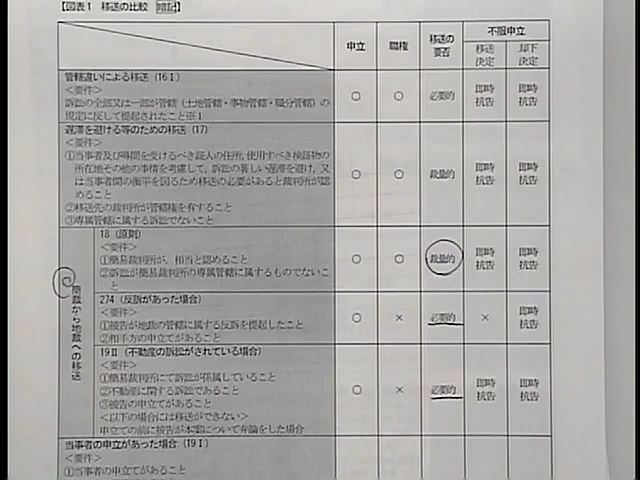 【図表1　移送の比較　暗記】
申立　職権　移送の要否　不服申立
移送決定　却下決定
管轄違いによる移送（16Ⅰ）
＜要件＞
訴訟の全部又は一部が管轄（土地管轄・事物管轄・職分管轄）の
規定に反して提起されたこと※1
○　○　必要的　即時抗告　即時抗告
遅滞を避ける等のための移送（17）
＜要件＞
①当事者及び尋問を受けるべき証人の住所，使用すべき検証物の
所在地その他の事情を考慮して，訴訟の著しい遅滞を避け，又
は当事者間の衡平を図るため移送の必要があると裁判所が認
めること
②移送先の裁判所が管轄権を有すること
③専属管轄に属する訴訟でないこと
○　○　裁量的　即時抗告　即時抗告
簡裁から地裁への移送
18（原則）
＜要件＞
①簡易裁判所が，相当と認めること
②訴訟が簡易裁判所の専属管轄に属するものでないこ
と
○　○　裁量的　即時抗告　即時抗告
274（反訴があった場合）
＜要件＞
①被告が地裁の管轄に属する反訴を提起したこと
②相手方の申立てがあること
○　×　必要的　×　即時抗告
19Ⅱ（不動産の訴訟がされている場合）
＜要件＞
①簡易裁判所にて訴訟が係属していること
②不動産に関する訴訟であること
③被告の申立てがあること
＜以下の場合には移送ができない＞
申立ての前に被告が本案について弁論をした場合
○　×　必要的　即時抗告　即時抗告
当事者の申立があった場合（19Ⅰ）
＜要件＞
①当事者の申立てがあること